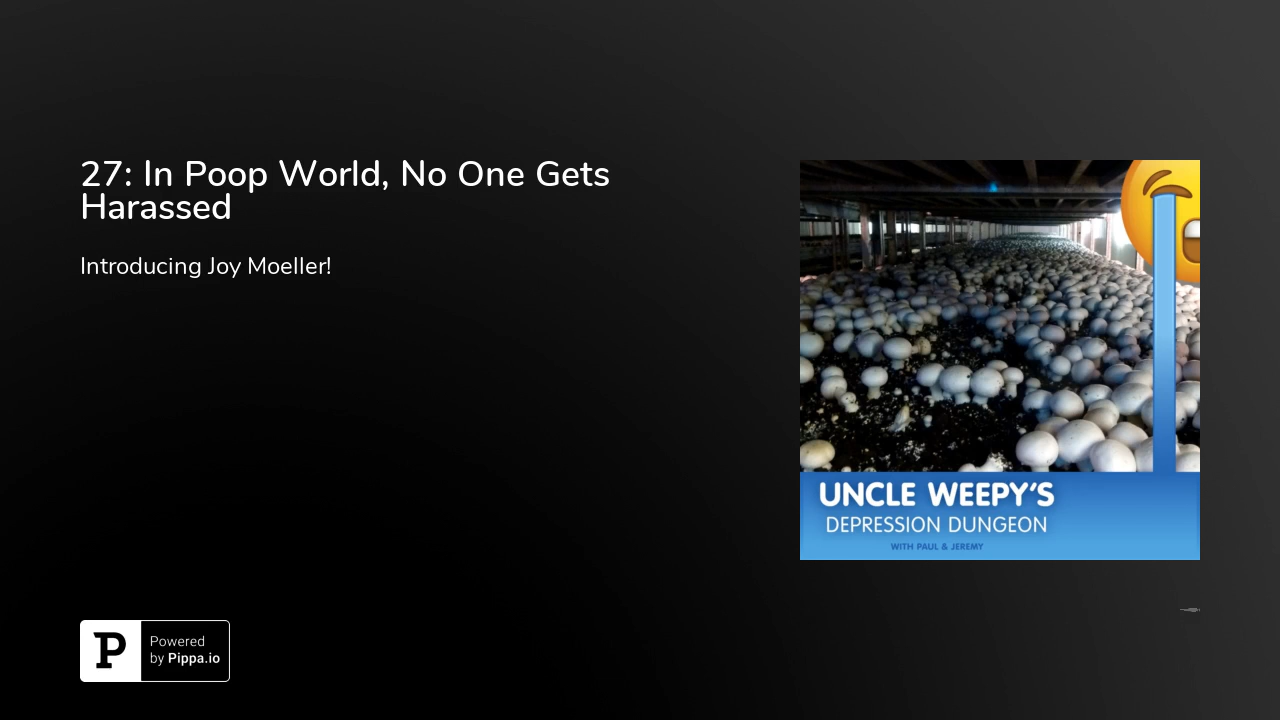 27: In Poop World, No One Gets
Harassed
Introducing Joy Moeller!
UNCLE WEEPY'S
DEPRESSION DUNGEON
WITH PAUL & JEREMY
P
Powered
by Pippa.io